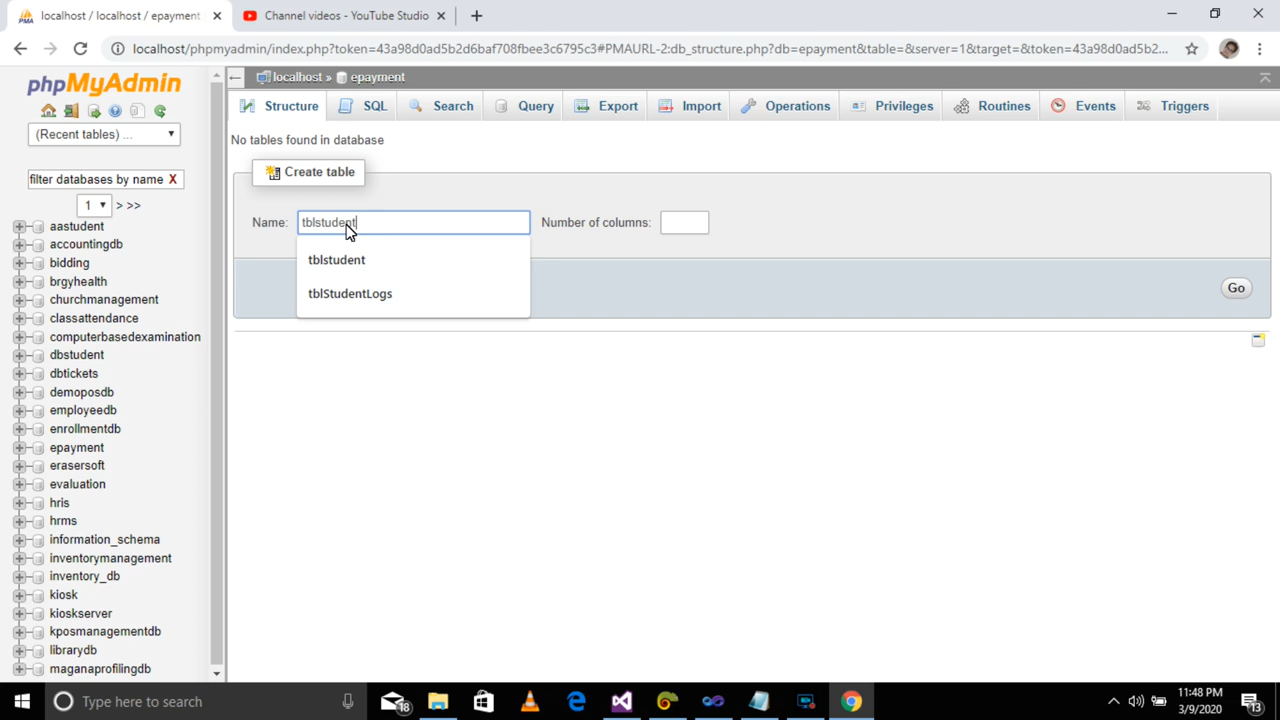 localhost / localhost / epayment
Channel videos - YouTube Studio
localhost/phpmyadmin/index.php?token=43a98d0ad5b2d6baf708fbee3c6795c3#PMAURL-2:db_structure.php?db=epayment&table=&server=1&target=&token=43a98d0ad5b2...
phpMyAdmin
(Recent tables) ...
filter databases by name X
1 > >>
aastudent
accountingdb
bidding
brgyhealth
churchmanagement
classattendance
computerbasedexamination
dbstudent
dbtickets
demoposdb
employeedb
enrollmentdb
epayment
erasersoft
evaluation
hris
hrms
information_schema
inventorymanagement
inventory_db
kiosk
kioskserver
kposmanagementdb
librarydb
maganaprofilingdb
localhost » epayment
Structure SQL Search Query Export Import Operations Privileges Routines Events Triggers
No tables found in database
Create table
Name: tblstudent Number of columns:
tblstudent
tblStudentLogs
Go
Type here to search
18
11:48 PM
3/9/2020
13